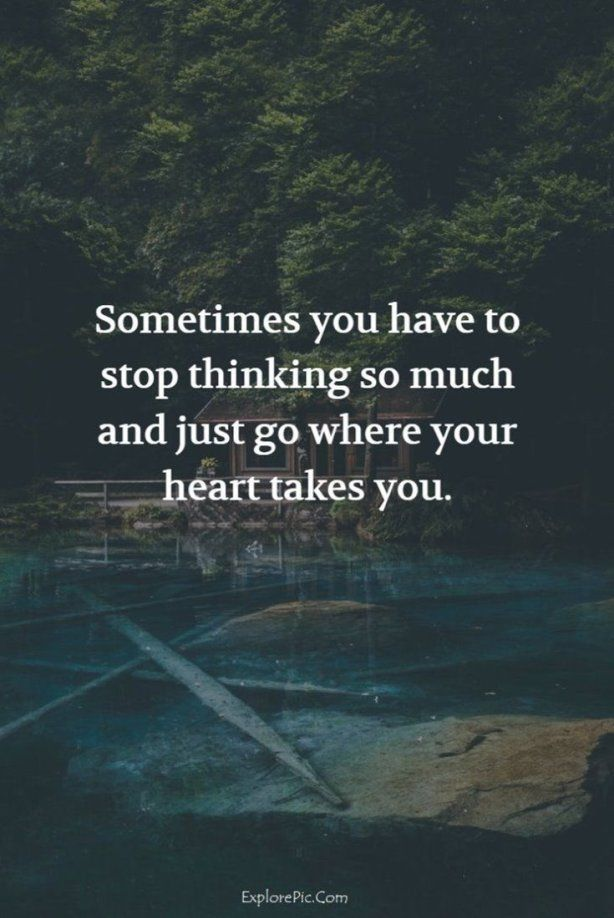 Sometimes you have to
stop thinking so much
and just go where your
heart takes you.
ExplorePic.Com